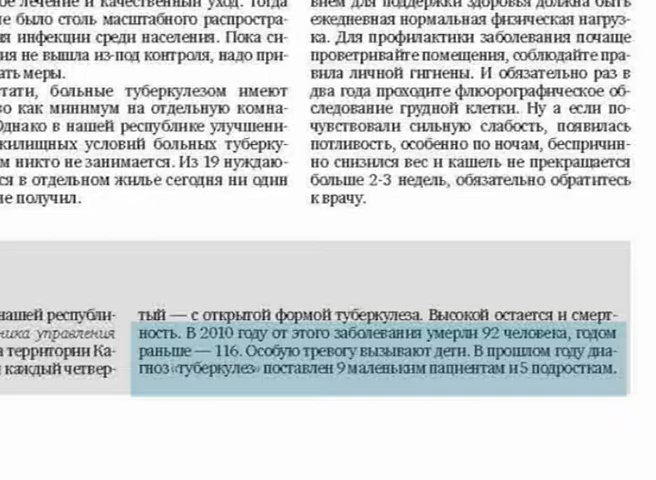 ое лечение и качественный уход. Тогда
не было столь масштабного распростра-
ия инфекции среди населения. Пока си-
ия не вышла из-под контроля, надо при-
ать меры.
тати, больные туберкулезом имеют
во как минимум на отдельную комна-
Однако в нашей республике улучшени-
жилищных условий больных туберку-
м никто не занимается. Из 19 нуждаю-
ся в отдельном жилье сегодня ни один
не получил.
вием для поддержки здоровья должна быть
ежедневная нормальная физическая нагруз-
ка. Для профилактики заболевания почаще
проветривайте помещения, соблюдайте пра-
вила личной гигиены. И обязательно раз в
два года проходите флюорографическое об-
следование грудной клетки. Ну а если по-
чувствовали сильную слабость, появилась
потливость, особенно по ночам, беспричин-
но снизился вес и кашель не прекращается
больше 2-3 недель, обязательно обратитесь
к врачу.
нашей республи-
ника управления
а территории Ка-
каждый четвер-
тый — с открытой формой туберкулеза. Высокой остается и смерт-
ность. В 2010 году от этого заболевания умерли 92 человека, годом
раньше — 116. Особую тревогу вызывают дети. В прошлом году диа-
гноз «туберкулез» поставлен 9 маленьким пациентам и 5 подросткам.